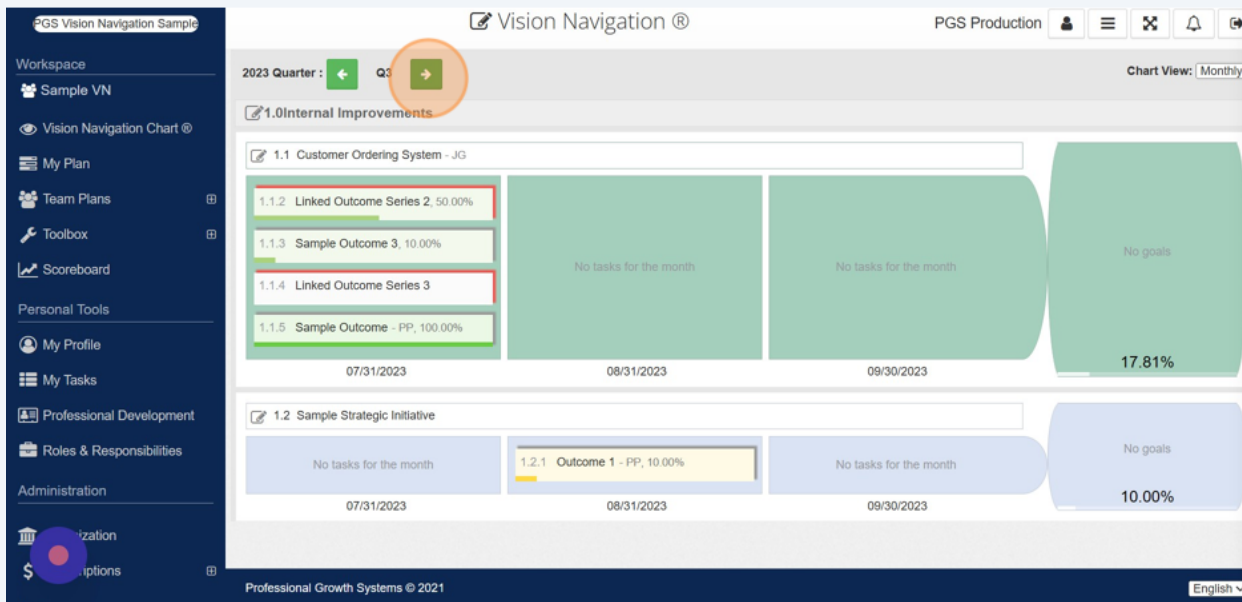 PGS Vision Navigation Sample
Vision Navigation ®
PGS Production
Workspace
Sample VN
Vision Navigation Chart ®
My Plan
Team Plans
Toolbox
Scoreboard
Personal Tools
My Profile
My Tasks
Professional Development
Roles & Responsibilities
Administration
2023 Quarter :
Q3
Chart View: Monthly
1.0Internal Improvements
1.1 Customer Ordering System - JG
1.1.2 Linked Outcome Series 2, 50.00%
1.1.3 Sample Outcome 3, 10.00%
1.1.4 Linked Outcome Series 3
1.1.5 Sample Outcome - PP, 100.00%
No tasks for the month
No tasks for the month
No goals
17.81%
07/31/2023
08/31/2023
09/30/2023
1.2 Sample Strategic Initiative
No tasks for the month
1.2.1 Outcome 1 - PP, 10.00%
No tasks for the month
No goals
10.00%
07/31/2023
08/31/2023
09/30/2023
Professional Growth Systems © 2021
English